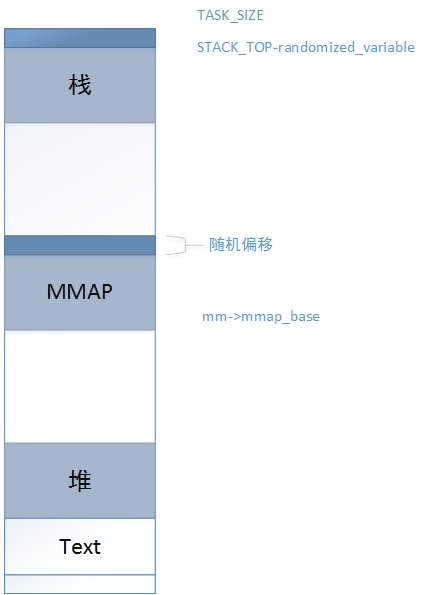 TASK_SIZE
STACK_TOP-randomized_variable
栈
随机偏移
MMAP
mm->mmap_base
堆
Text